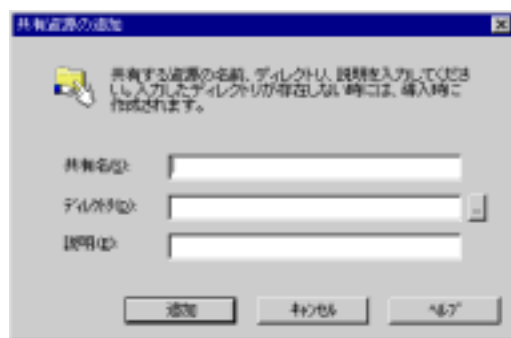 共有資源の追加
共有する資源の名前、ディレクトリ、説明を入力してくださ
い。入力したディレクトリが存在しない時には、導入時に
作成されます。
共有名(S):
ディレクトリ(D):
..
説明(E):
追加
キャンセル
ヘルプ